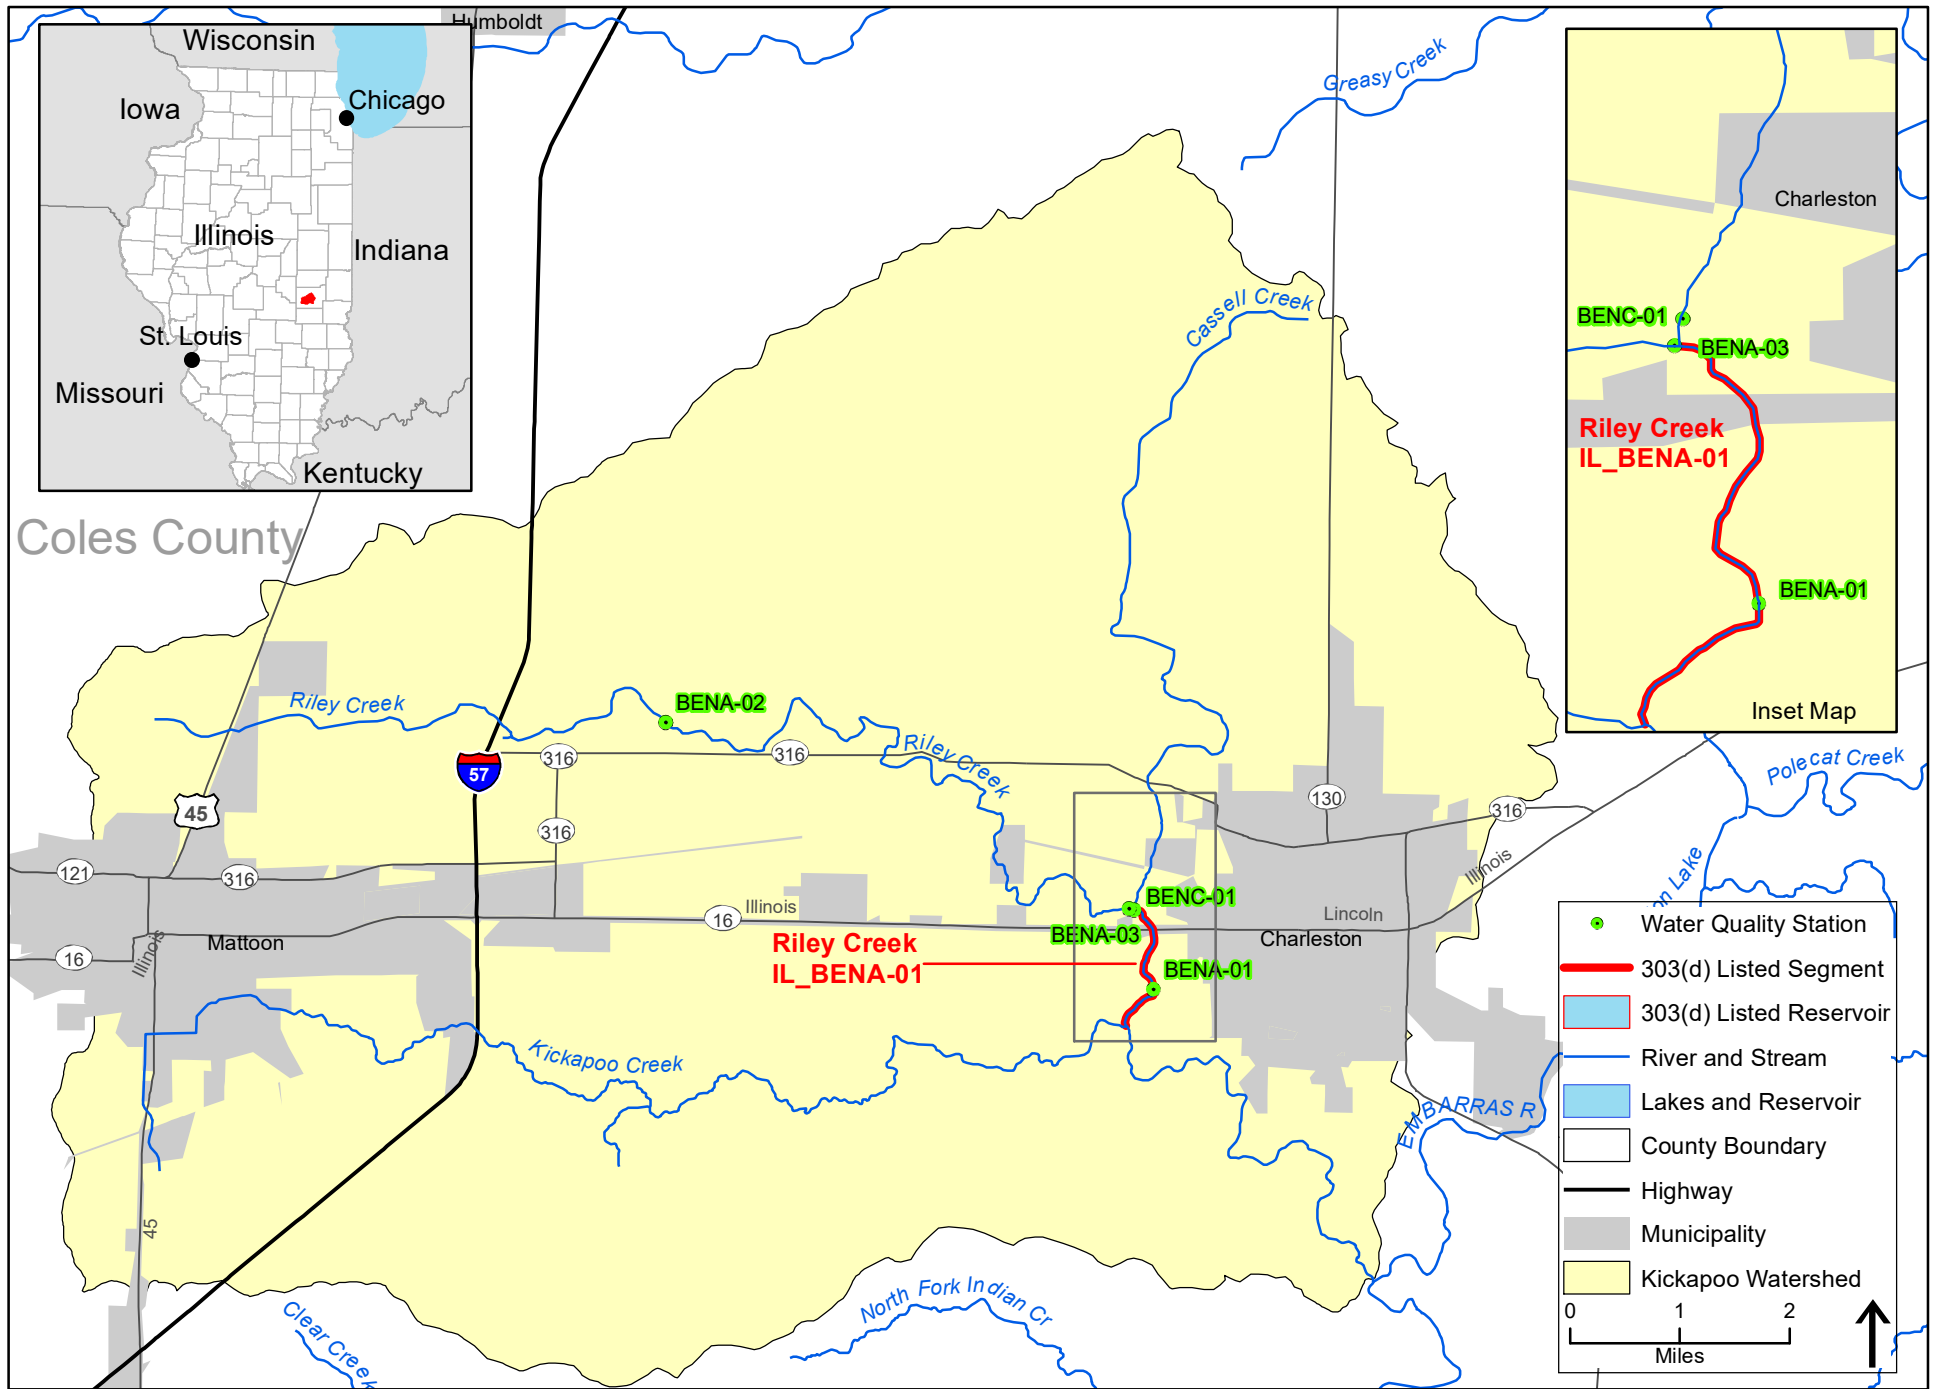 Humboldt
Wisconsin
Iowa
Chicago
Illinois
Indiana
St. Louis
Missouri
Kentucky
Coles County
Greasy Creek
Cassell Creek
Charleston
BENC-01
BENA-03
Riley Creek
IL_BENA-01
BENA-01
Inset Map
Riley Creek
BENA-02
Riley Creek
57
316
316
316
45
130
316
Polecat Creek
121
316
Illinois
on Lake
16
Illinois
Lincoln
BENC-01
BENA-03
Charleston
Mattoon
Illinois
16
Riley Creek
IL_BENA-01
BENA-01
Kickapoo Creek
EMBARRAS R
45
Clear Creek
North Fork Indian Cr
Water Quality Station
303(d) Listed Segment
303(d) Listed Reservoir
River and Stream
Lakes and Reservoir
County Boundary
Highway
Municipality
Kickapoo Watershed
0 1 2
Miles